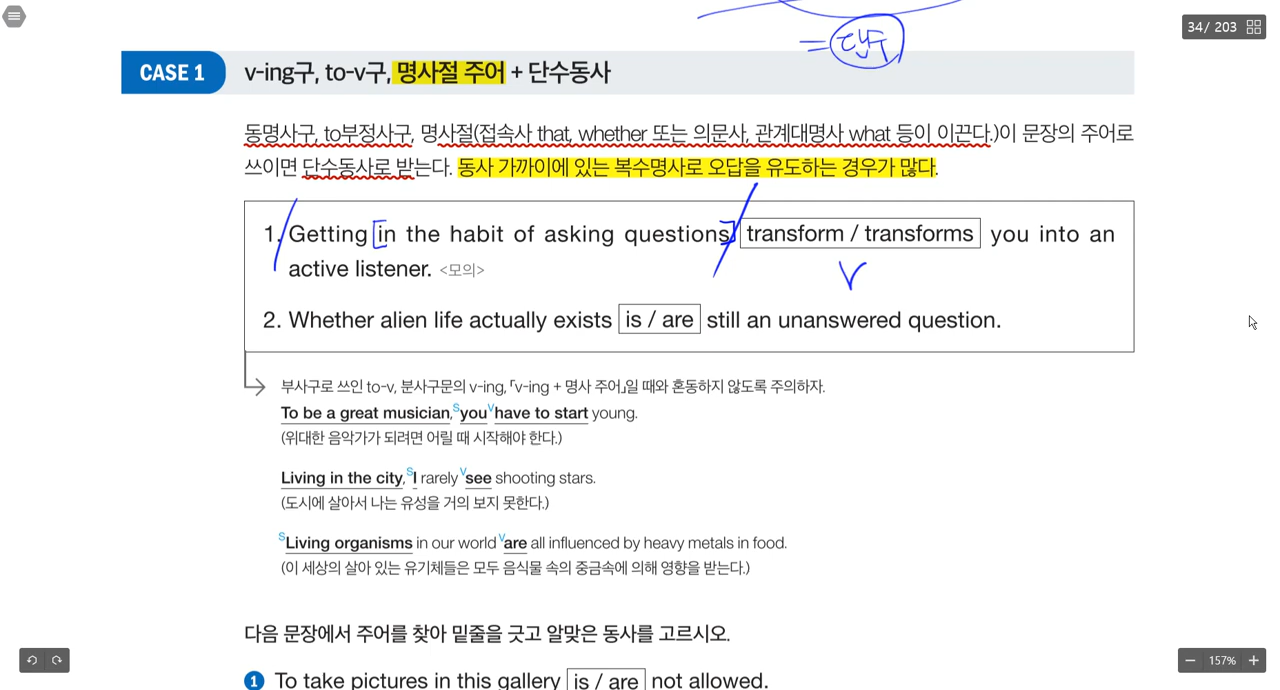 34/ 203
= 단수
CASE 1 v-ing구, to-v구, 명사절 주어 + 단수동사
동명사구, to부정사구, 명사절(접속사 that, whether 또는 의문사, 관계대명사 what 등이 이끈다.)이 문장의 주어로
쓰이면 단수동사로 받는다. 동사 가까이에 있는 복수명사로 오답을 유도하는 경우가 많다.
1. Getting [in the habit of asking questions] transform / transforms you into an
active listener. <모의>
V
2. Whether alien life actually exists is / are still an unanswered question.
부사구로 쓰인 to-v, 분사구문의 v-ing, 「v-ing + 명사 주어」일 때와 혼동하지 않도록 주의하자.
To be a great musician, S you V have to start young.
(위대한 음악가가 되려면 어릴 때 시작해야 한다.)
Living in the city, S I rarely V see shooting stars.
(도시에 살아서 나는 유성을 거의 보지 못한다.)
S Living organisms in our world V are all influenced by heavy metals in food.
(이 세상의 살아 있는 유기체들은 모두 음식물 속의 중금속에 의해 영향을 받는다.)
다음 문장에서 주어를 찾아 밑줄을 긋고 알맞은 동사를 고르시오.
1 To take pictures in this gallery is / are not allowed.
157%